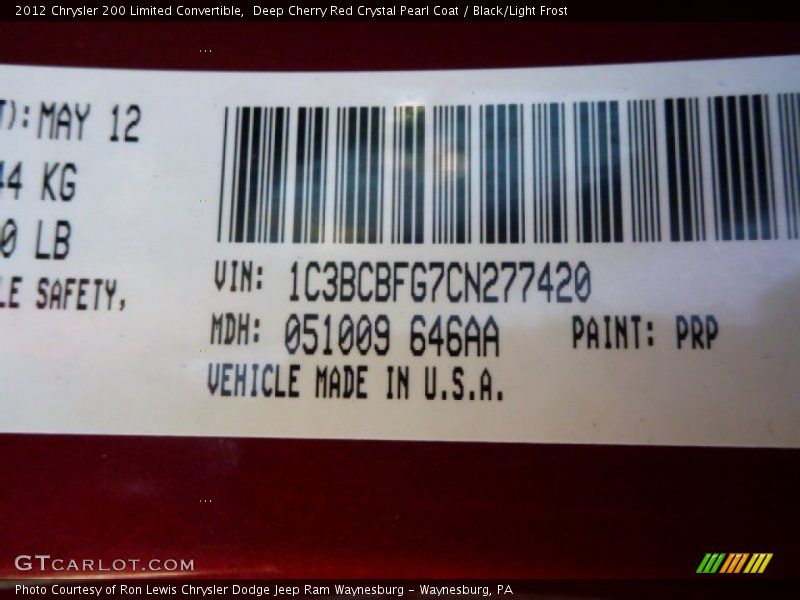 2012 Chrysler 200 Limited Convertible,  Deep Cherry Red Crystal Pearl Coat / Black/Light Frost
T): MAY 12
44 KG
0 LB
LE SAFETY,
VIN: 1C3BCBFG7CN277420
MDH: 051009 646AA PAINT: PRP
VEHICLE MADE IN U.S.A.
GTCARLOT.COM
Photo Courtesy of Ron Lewis Chrysler Dodge Jeep Ram Waynesburg - Waynesburg, PA